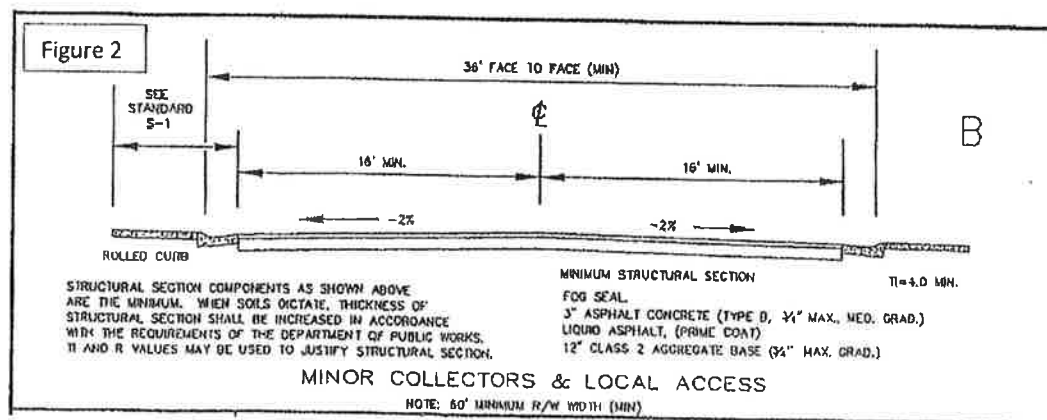 Figure 2
36' FACE TO FACE (MIN)
SEE
STANDARD
S-1
℄
B
16' MIN.
16' MIN.
-2%
-2%
ROLLED CURB
MINIMUM STRUCTURAL SECTION
TI=4.0 MIN.
STRUCTURAL SECTION COMPONENTS AS SHOWN ABOVE
ARE THE MINIMUM. WHEN SOILS DICTATE, THICKNESS OF
STRUCTURAL SECTION SHALL BE INCREASED IN ACCORDANCE
WITH THE REQUIREMENTS OF THE DEPARTMENT OF PUBLIC WORKS.
TI AND R VALUES MAY BE USED TO JUSTIFY STRUCTURAL SECTION.
FOG SEAL.
3" ASPHALT CONCRETE (TYPE B, ¾" MAX., MED. GRAD.)
LIQUID ASPHALT, (PRIME COAT)
12" CLASS 2 AGGREGATE BASE (¾" MAX. GRAD.)
MINOR COLLECTORS & LOCAL ACCESS
NOTE: 60' MINIMUM R/W WIDTH (MIN)